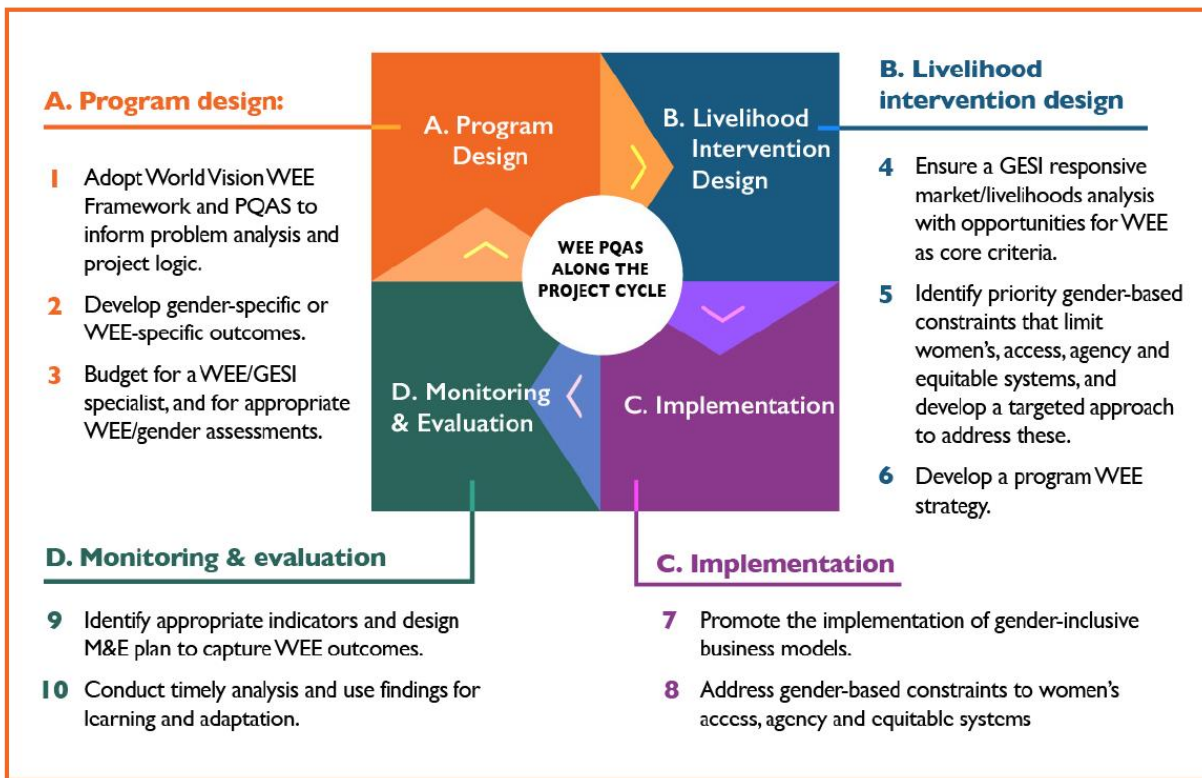 A. Program design:
1 Adopt World Vision WEE
Framework and PQAS to
inform problem analysis and
project logic.
2 Develop gender-specific or
WEE-specific outcomes.
3 Budget for a WEE/GESI
specialist, and for appropriate
WEE/gender assessments.
A. Program
Design
B. Livelihood
Intervention
Design
WEE PQAS
ALONG THE
PROJECT CYCLE
D. Monitoring
& Evaluation
C. Implementation
B. Livelihood
intervention design
4 Ensure a GESI responsive
market/livelihoods analysis
with opportunities for WEE
as core criteria.
5 Identify priority gender-based
constraints that limit
women's, access, agency and
equitable systems, and
develop a targeted approach
to address these.
6 Develop a program WEE
strategy.
C. Implementation
7 Promote the implementation of gender-inclusive
business models.
8 Address gender-based constraints to women's
access, agency and equitable systems
D. Monitoring & evaluation
9 Identify appropriate indicators and design
M&E plan to capture WEE outcomes.
10 Conduct timely analysis and use findings for
learning and adaptation.